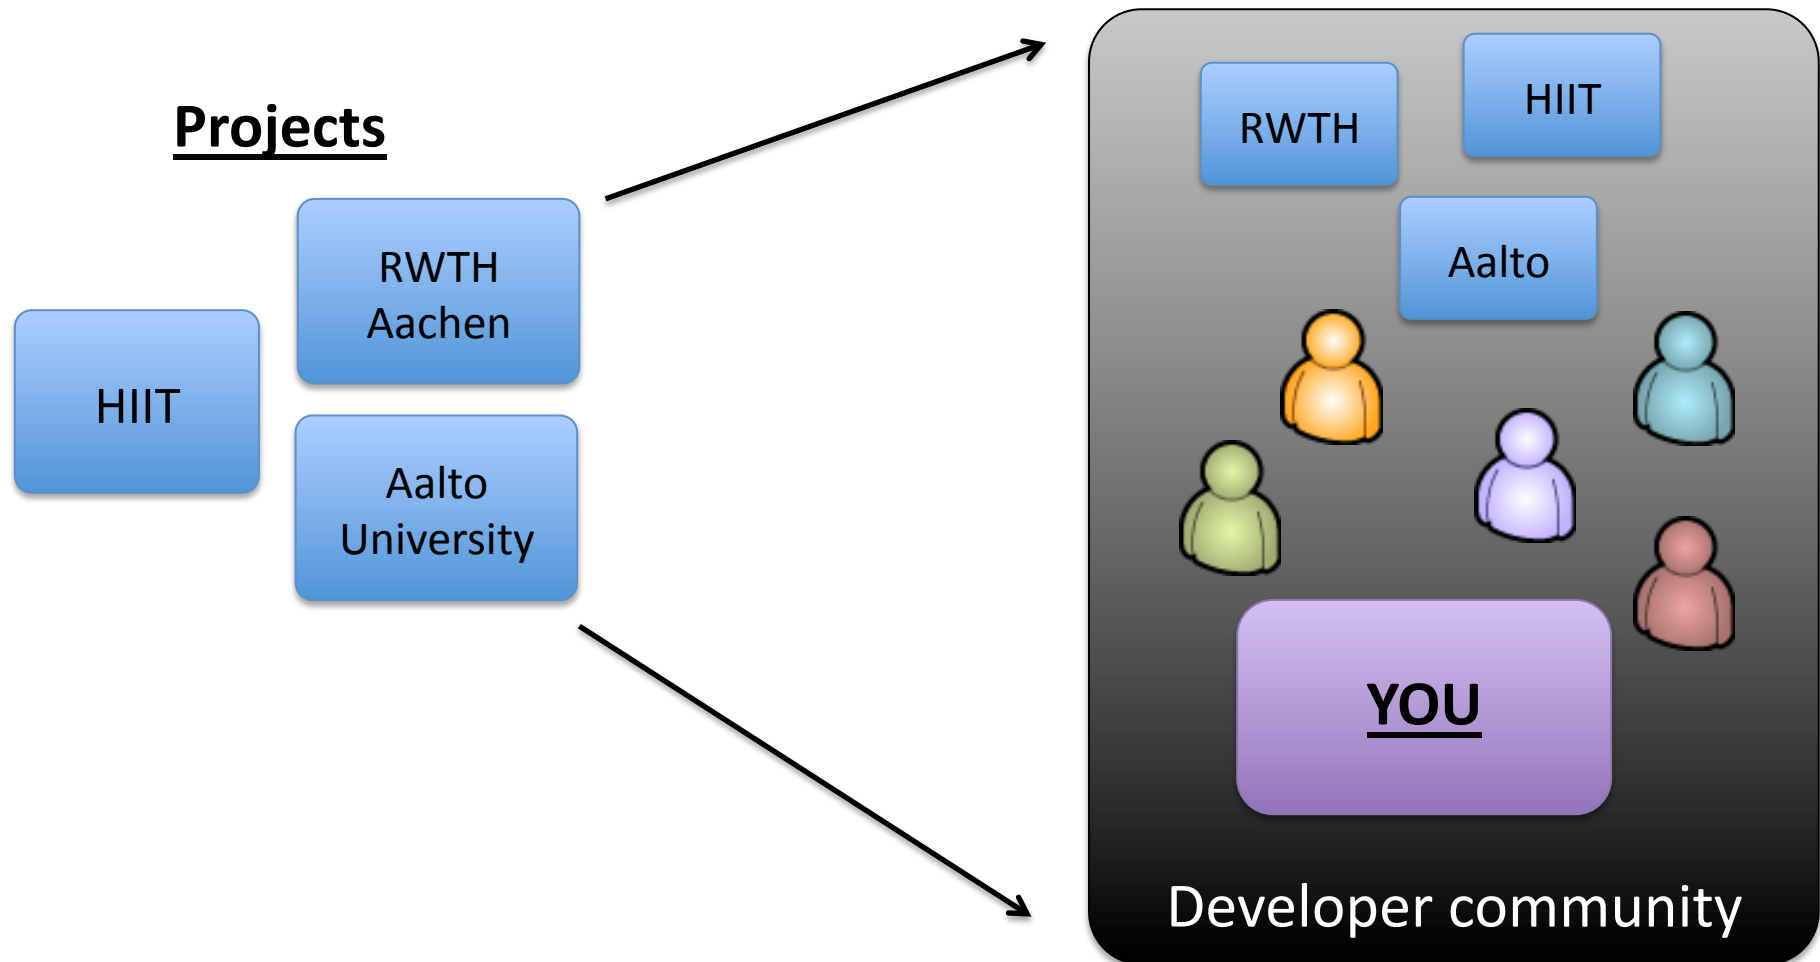 Projects
HIIT
RWTH
Aachen
Aalto
University
RWTH
HIIT
Aalto
YOU
Developer community